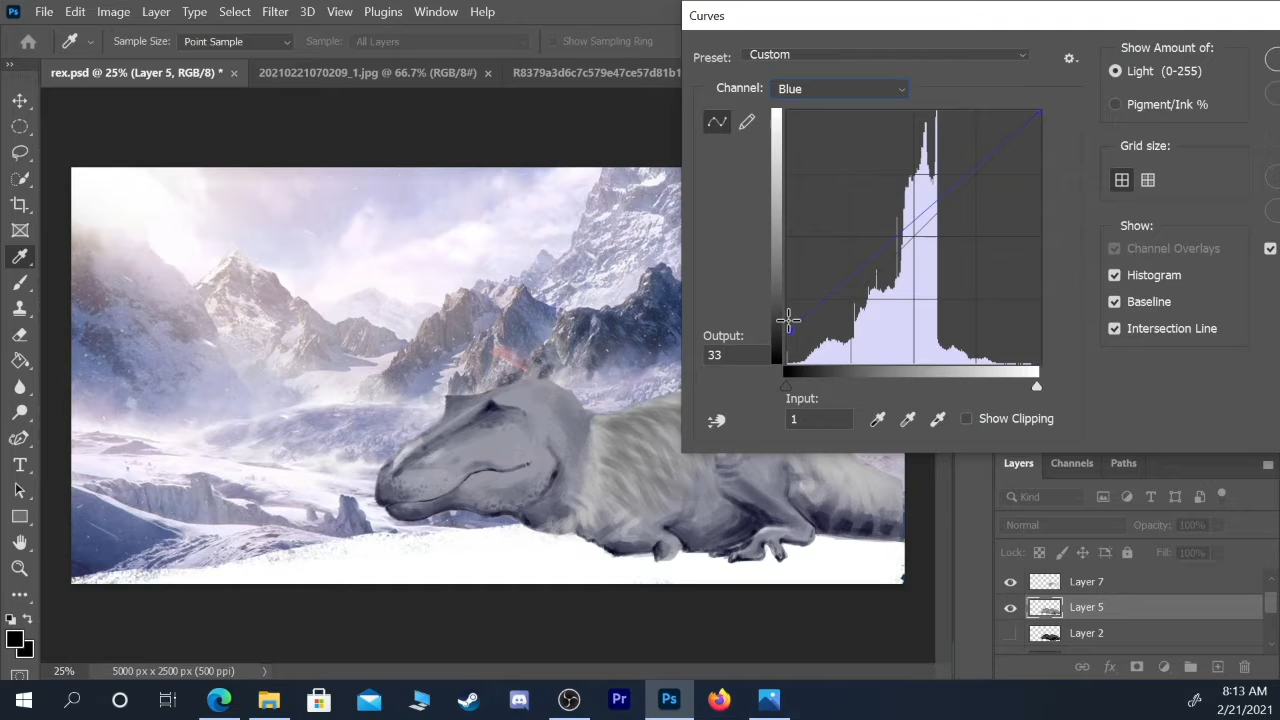 Ps File Edit Image Layer Type Select Filter 3D View Plugins Window Help
Curves
Sample Size: Point Sample Sample: All Layers Show Sampling Ring
rex.psd @ 25% (Layer 5, RGB/8) * × 20210221070209_1.jpg @ 66.7% (RGB/8#) × R8379a3d6c7c579e47ce57d81b1
Preset: Custom
Channel: Blue
Output:
33
Input:
1
Show Clipping
Show Amount of:
Light (0-255)
Pigment/Ink %
Grid size:
Show:
Channel Overlays
Histogram
Baseline
Intersection Line
Layers Channels Paths
Kind
Normal Opacity: 100%
Lock: Fill: 100%
Layer 7
Layer 5
Layer 2
fx
25% 5000 px x 2500 px (500 ppi)
Pr Ps
8:13 AM
2/21/2021